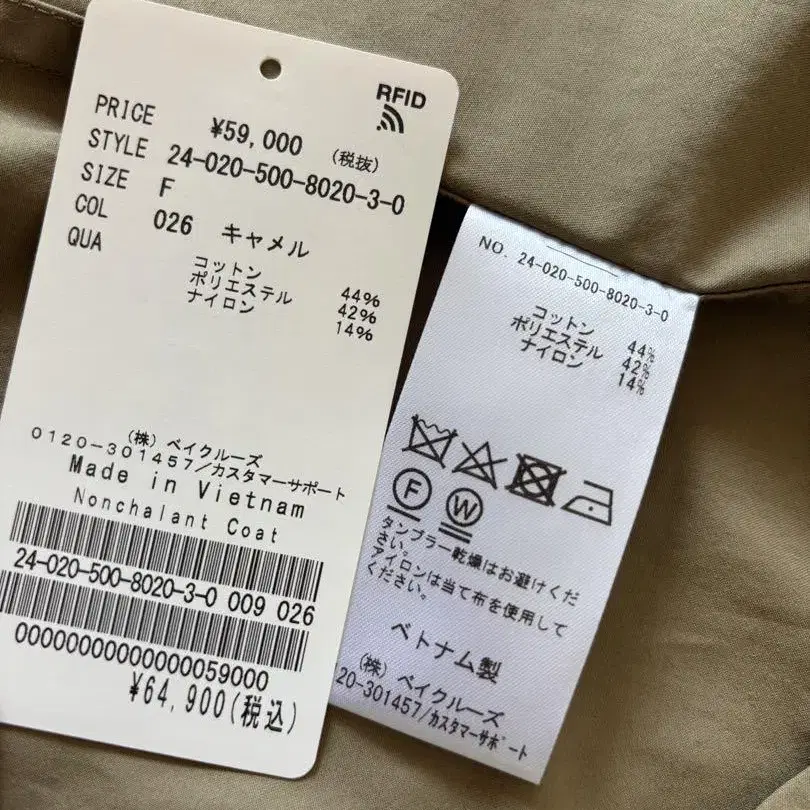 RFID
PRICE ¥59,000 (税抜)
STYLE 24-020-500-8020-3-0
SIZE F
COL 026 キャメル
QUA
コットン 44%
ポリエステル 42%
ナイロン 14%
(株) ベイクルーズ
0120-301457/カスタマーサポート
Made in Vietnam
Nonchalant Coat
24-020-500-8020-3-0 009 026
¥64,900(税込)
NO. 24-020-500-8020-3-0
コットン 44%
ポリエステル 42%
ナイロン 14%
F W
タンブラー乾燥はお避けくだ
さい。
アイロンは当て布を使用して
ください。
ベトナム製
(株) ベイクルーズ
20-301457/カスタマーサポート